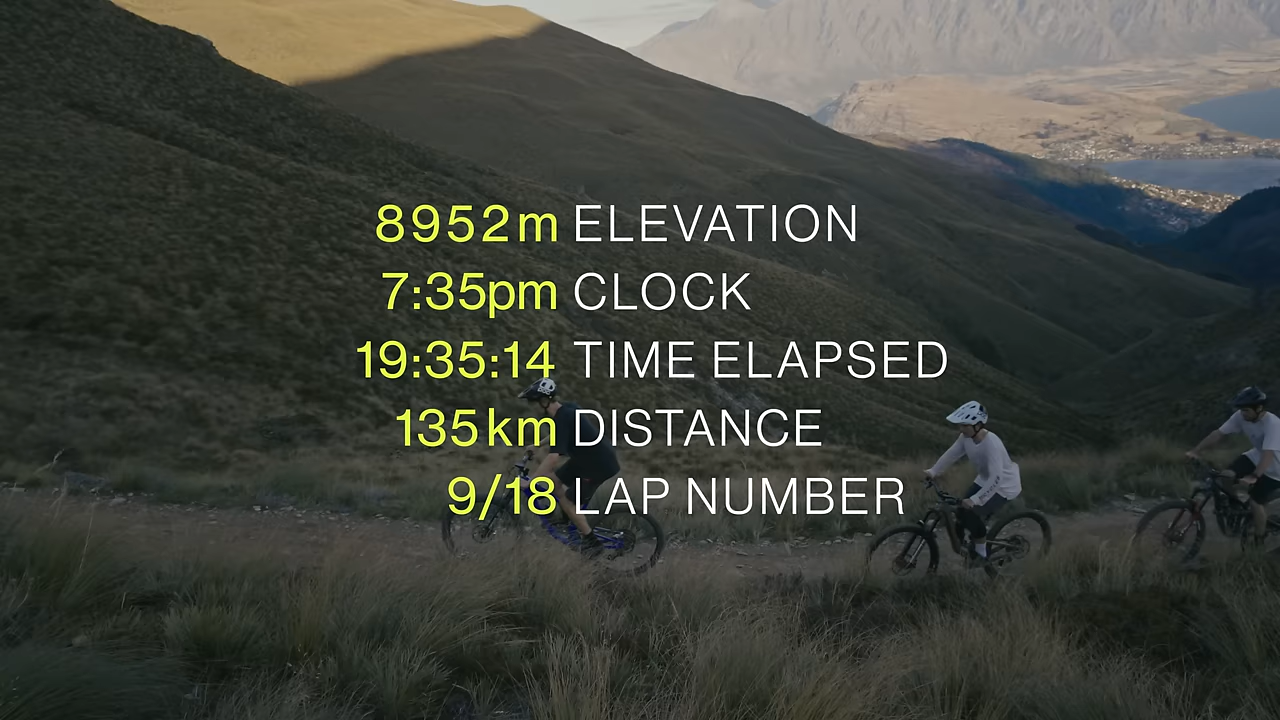 8952m ELEVATION
7:35pm CLOCK
19:35:14 TIME ELAPSED
135km DISTANCE
9/18 LAP NUMBER